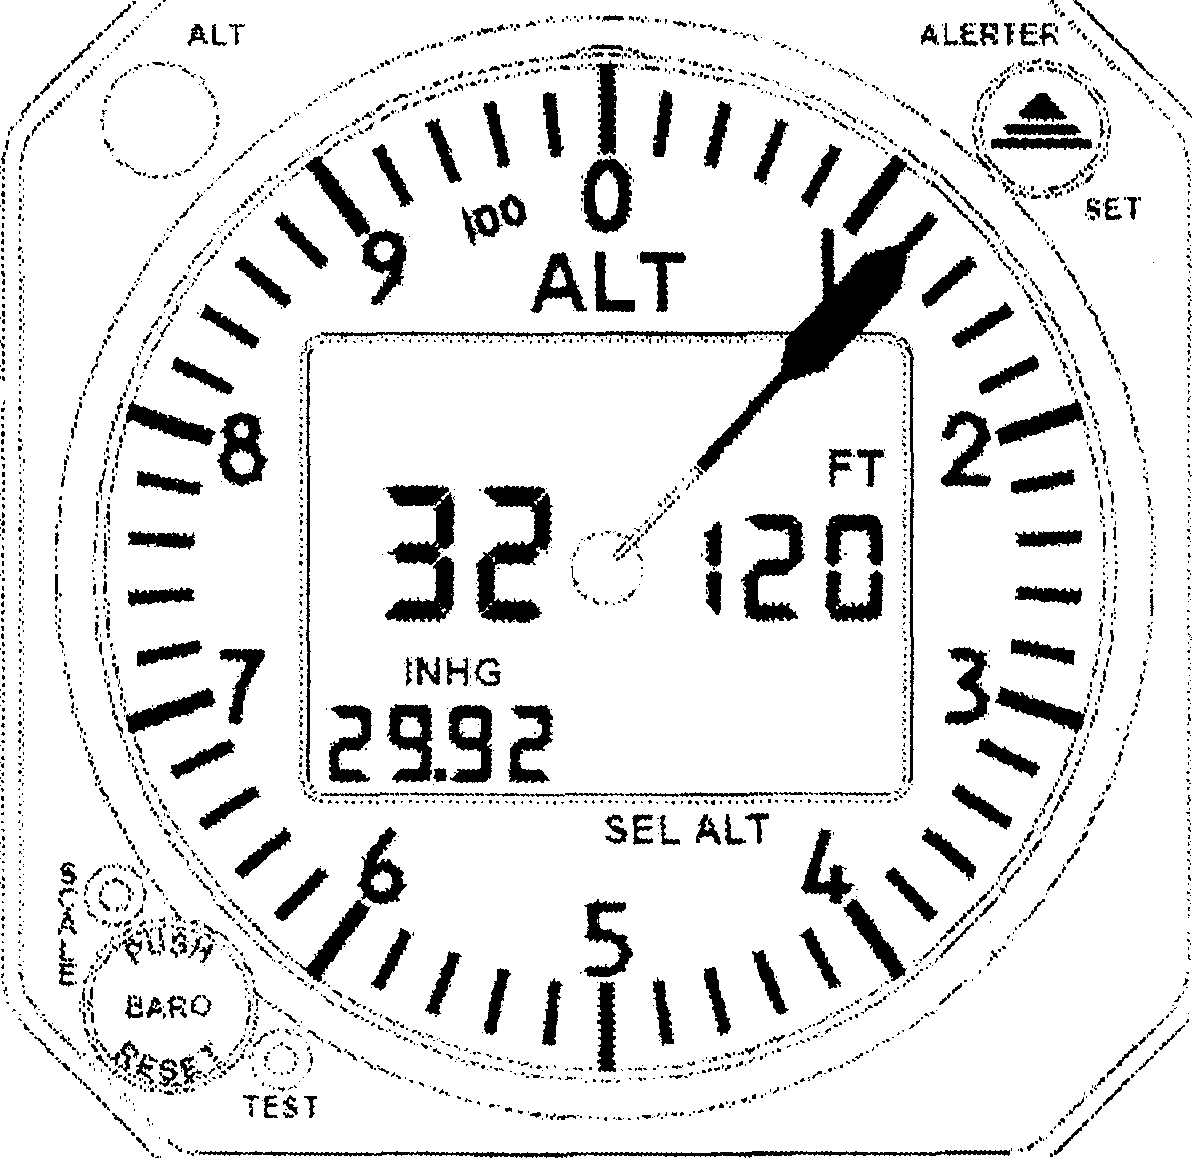 ALT
ALERTER
SET
0
1
2
3
4
5
6
7
8
9
100
ALT
FT
32 120
INHG
29.92
SEL ALT
SCALE
PUSH
BARO
RESET
TEST